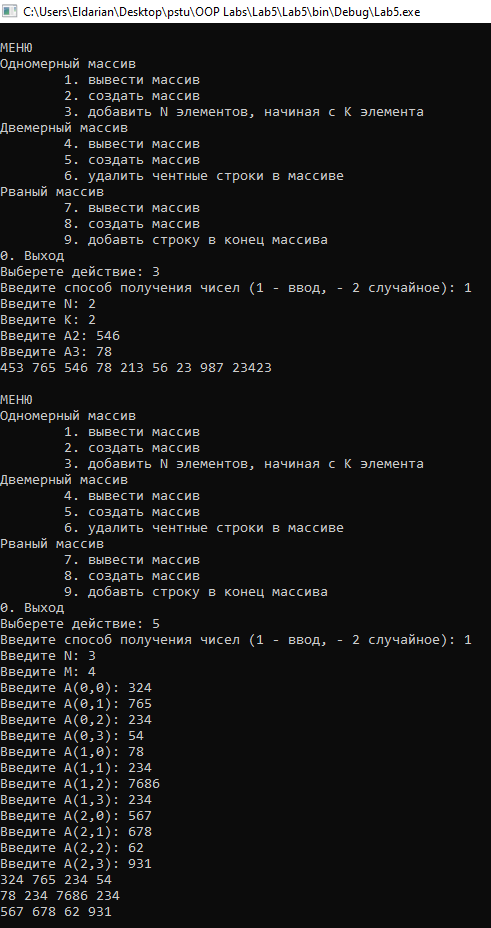 C:\Users\Eldarian\Desktop\pstu\OOP Labs\Lab5\Lab5\bin\Debug\Lab5.exe
МЕНЮ
Одномерный массив
1. вывести массив
2. создать массив
3. добавить N элементов, начиная с K элемента
Двемерный массив
4. вывести массив
5. создать массив
6. удалить чентные строки в массиве
Рваный массив
7. вывести массив
8. создать массив
9. добавть строку в конец массива
0. Выход
Выберете действие: 3
Введите способ получения чисел (1 - ввод, - 2 случайное): 1
Введите N: 2
Введите K: 2
Введите A2: 546
Введите A3: 78
453 765 546 78 213 56 23 987 23423
МЕНЮ
Одномерный массив
1. вывести массив
2. создать массив
3. добавить N элементов, начиная с K элемента
Двемерный массив
4. вывести массив
5. создать массив
6. удалить чентные строки в массиве
Рваный массив
7. вывести массив
8. создать массив
9. добавть строку в конец массива
0. Выход
Выберете действие: 5
Введите способ получения чисел (1 - ввод, - 2 случайное): 1
Введите N: 3
Введите M: 4
Введите A(0,0): 324
Введите A(0,1): 765
Введите A(0,2): 234
Введите A(0,3): 54
Введите A(1,0): 78
Введите A(1,1): 234
Введите A(1,2): 7686
Введите A(1,3): 234
Введите A(2,0): 567
Введите A(2,1): 678
Введите A(2,2): 62
Введите A(2,3): 931
324 765 234 54
78 234 7686 234
567 678 62 931